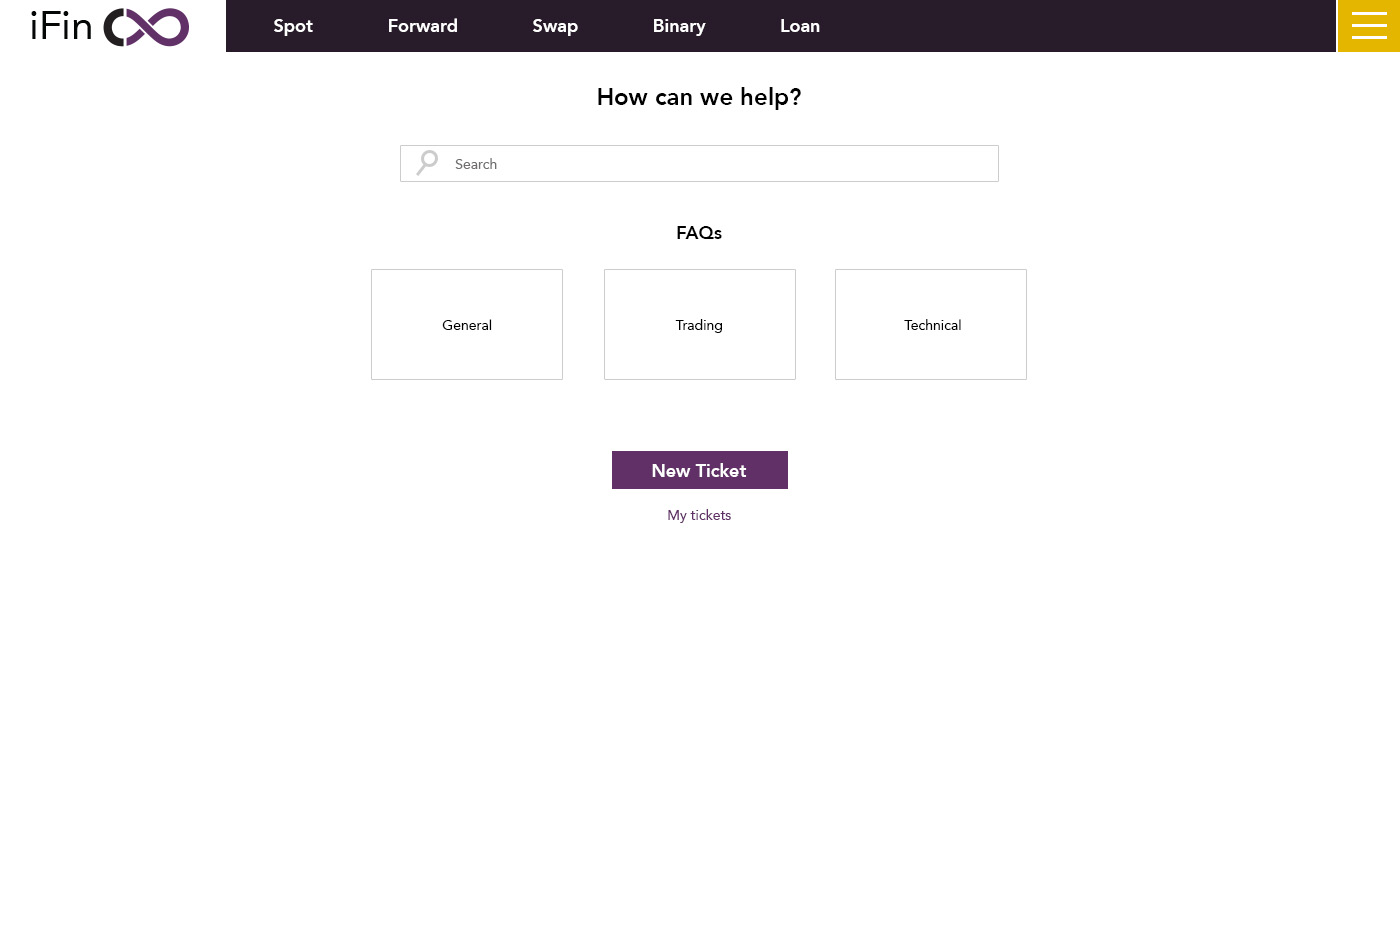 iFin
Spot Forward Swap Binary Loan
How can we help?
Search
FAQs
General Trading Technical
New Ticket
My tickets